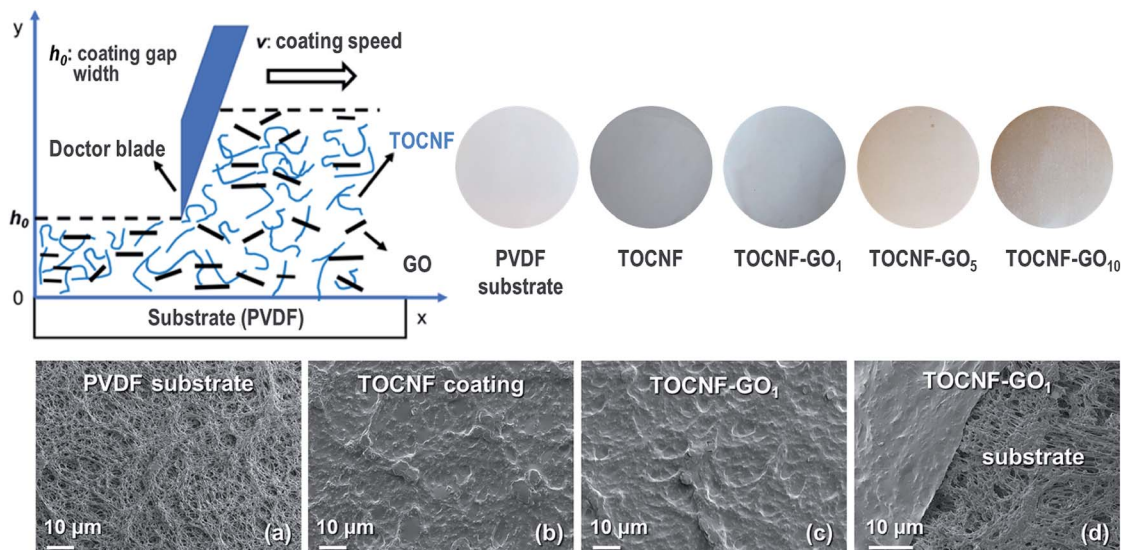 y
h₀: coating gap
width
v: coating speed
Doctor blade
TOCNF
h₀
GO
0
Substrate (PVDF)
x
PVDF
substrate
TOCNF
TOCNF-GO₁
TOCNF-GO₅
TOCNF-GO₁₀
PVDF substrate
10 μm
(a)
TOCNF coating
10 μm
(b)
TOCNF-GO₁
10 μm
(c)
TOCNF-GO₁
substrate
10 μm
(d)